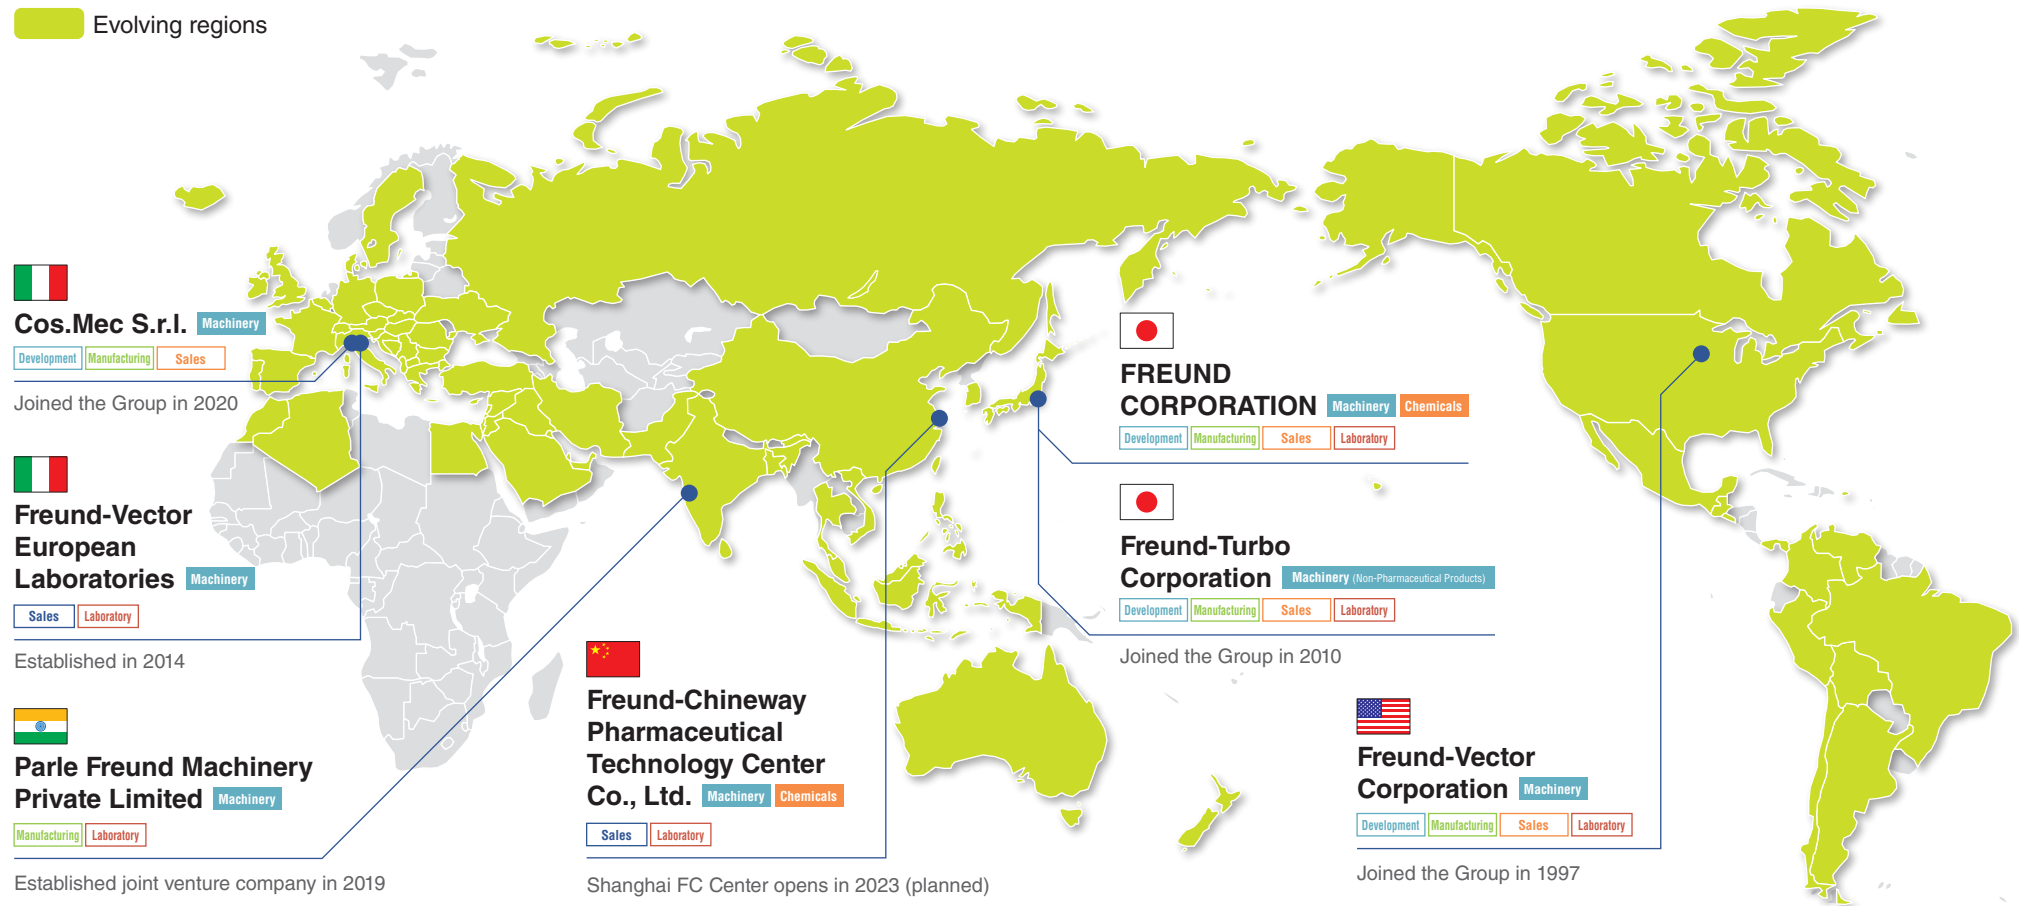 Evolving regions
Cos.Mec S.r.l. Machinery
Development Manufacturing Sales
Joined the Group in 2020
Freund-Vector
European
Laboratories Machinery
Sales Laboratory
Established in 2014
Parle Freund Machinery
Private Limited Machinery
Manufacturing Laboratory
Established joint venture company in 2019
Freund-Chineway
Pharmaceutical
Technology Center
Co., Ltd. Machinery Chemicals
Sales Laboratory
Shanghai FC Center opens in 2023 (planned)
FREUND
CORPORATION Machinery Chemicals
Development Manufacturing Sales Laboratory
Freund-Turbo
Corporation Machinery (Non-Pharmaceutical Products)
Development Manufacturing Sales Laboratory
Joined the Group in 2010
Freund-Vector
Corporation Machinery
Development Manufacturing Sales Laboratory
Joined the Group in 1997